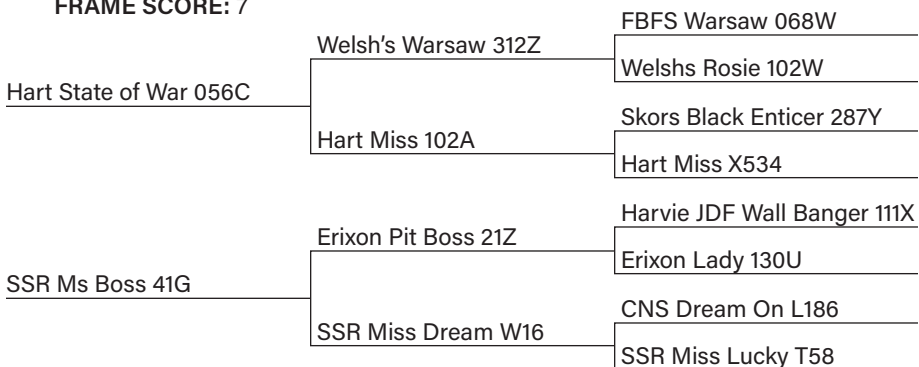 FRAME SCORE: 7
FBFS Warsaw 068W
Welsh's Warsaw 312Z
Welshs Rosie 102W
Hart State of War 056C
Skors Black Enticer 287Y
Hart Miss 102A
Hart Miss X534
Harvie JDF Wall Banger 111X
Erixon Pit Boss 21Z
Erixon Lady 130U
SSR Ms Boss 41G
CNS Dream On L186
SSR Miss Dream W16
SSR Miss Lucky T58